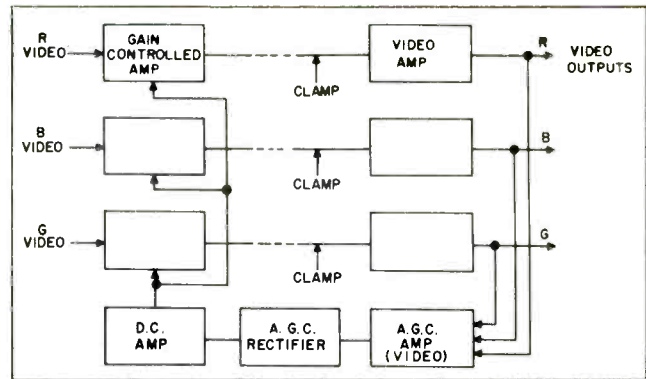 R
VIDEO
GAIN
CONTROLLED
AMP
CLAMP
VIDEO
AMP
R
VIDEO
OUTPUTS
B
VIDEO
CLAMP
B
G
VIDEO
CLAMP
G
D.C.
AMP
A.G.C.
RECTIFIER
A.G.C.
AMP
(VIDEO)